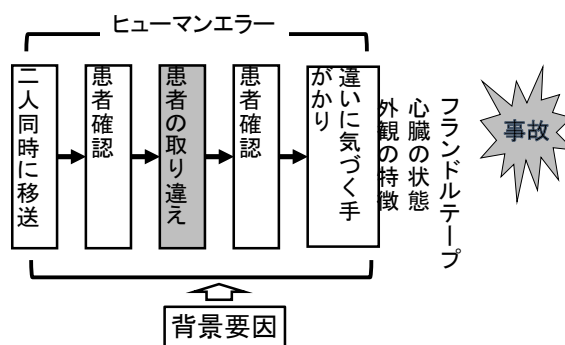 ヒューマンエラー
二人同時に移送
患者確認
患者の取り違え
患者確認
違いに気づく手
がかり
フランドルテープ
心臓の状態
外観の特徴
事故
背景要因